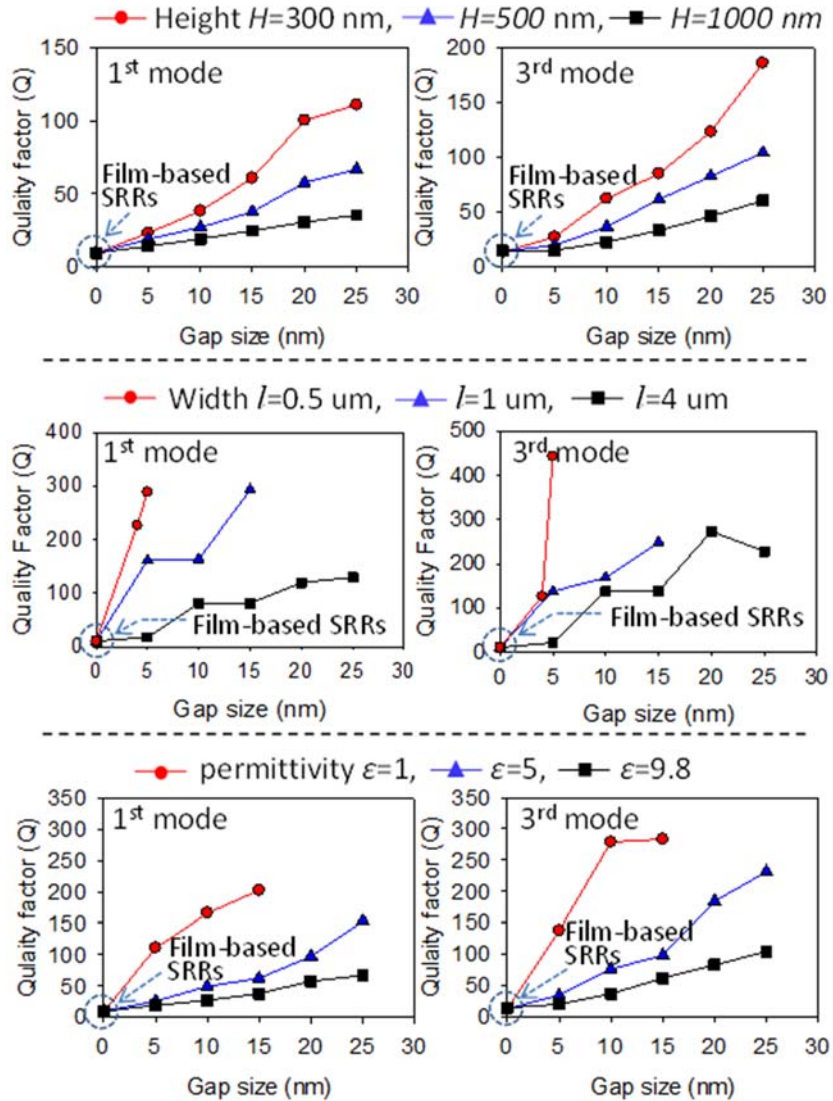 Height H=300 nm, H=500 nm, H=1000 nm
Qulaity factor (Q)
150
100
50
0
1st mode
Film-based
SRRs
0 5 10 15 20 25 30
Gap size (nm)
Qulaity factor (Q)
200
150
100
50
0
3rd mode
Film-based
SRRs
0 5 10 15 20 25 30
Gap size (nm)
Width l=0.5 um, l=1 um, l=4 um
Quality Factor (Q)
400
300
200
100
0
1st mode
Film-based SRRs
0 5 10 15 20 25 30
Gap size (nm)
Quality Factor (Q)
500
400
300
200
100
0
3rd mode
Film-based SRRs
0 5 10 15 20 25 30
Gap size (nm)
permittivity ε=1, ε=5, ε=9.8
Qulaity factor (Q)
350
300
250
200
150
100
50
0
1st mode
Film-based
SRRs
0 5 10 15 20 25 30
Gap size (nm)
Qulaity factor (Q)
350
300
250
200
150
100
50
0
3rd mode
Film-based
SRRs
0 5 10 15 20 25 30
Gap size (nm)